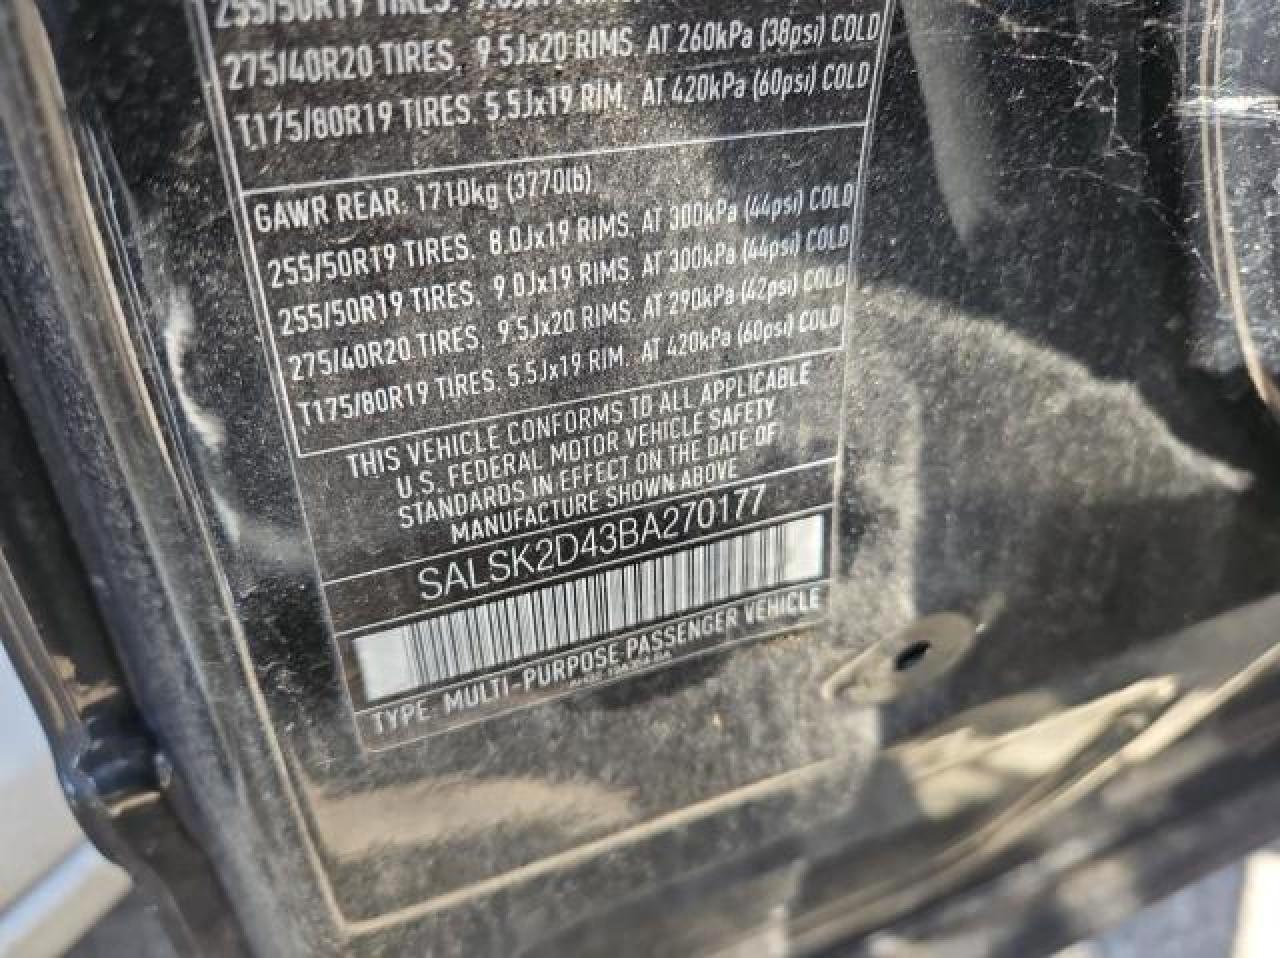 255/50R19 TIRES.
275/40R20 TIRES. 9.5Jx20 RIMS. AT 260kPa (38psi) COLD
T175/80R19 TIRES. 5.5Jx19 RIM. AT 420kPa (60psi) COLD
GAWR REAR. 1710kg (3770lb)
255/50R19 TIRES. 8.0Jx19 RIMS. AT 300kPa (44psi) COLD
255/50R19 TIRES. 9.0Jx19 RIMS. AT 300kPa (44psi) COLD
275/40R20 TIRES. 9.5Jx20 RIMS. AT 290kPa (42psi) COLD
T175/80R19 TIRES. 5.5Jx19 RIM. AT 420kPa (60psi) COLD
THIS VEHICLE CONFORMS TO ALL APPLICABLE
U.S. FEDERAL MOTOR VEHICLE SAFETY
STANDARDS IN EFFECT ON THE DATE OF
MANUFACTURE SHOWN ABOVE
SALSK2D43BA270177
TYPE. MULTI-PURPOSE PASSENGER VEHICLE